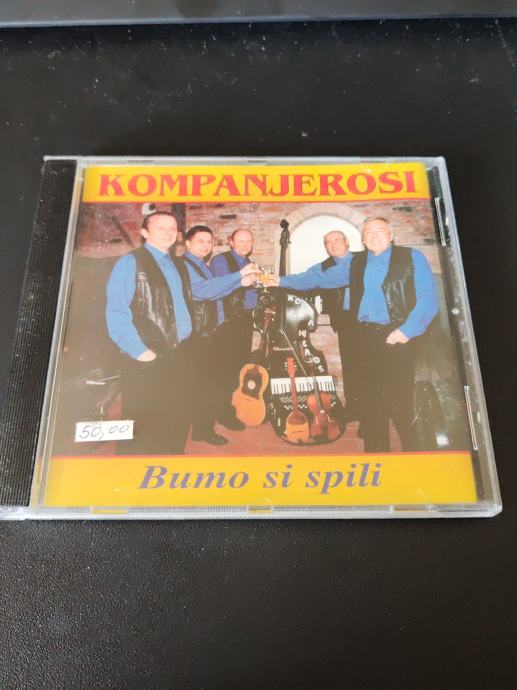 KOMPANJEROSI
50,00
Bumo si spili